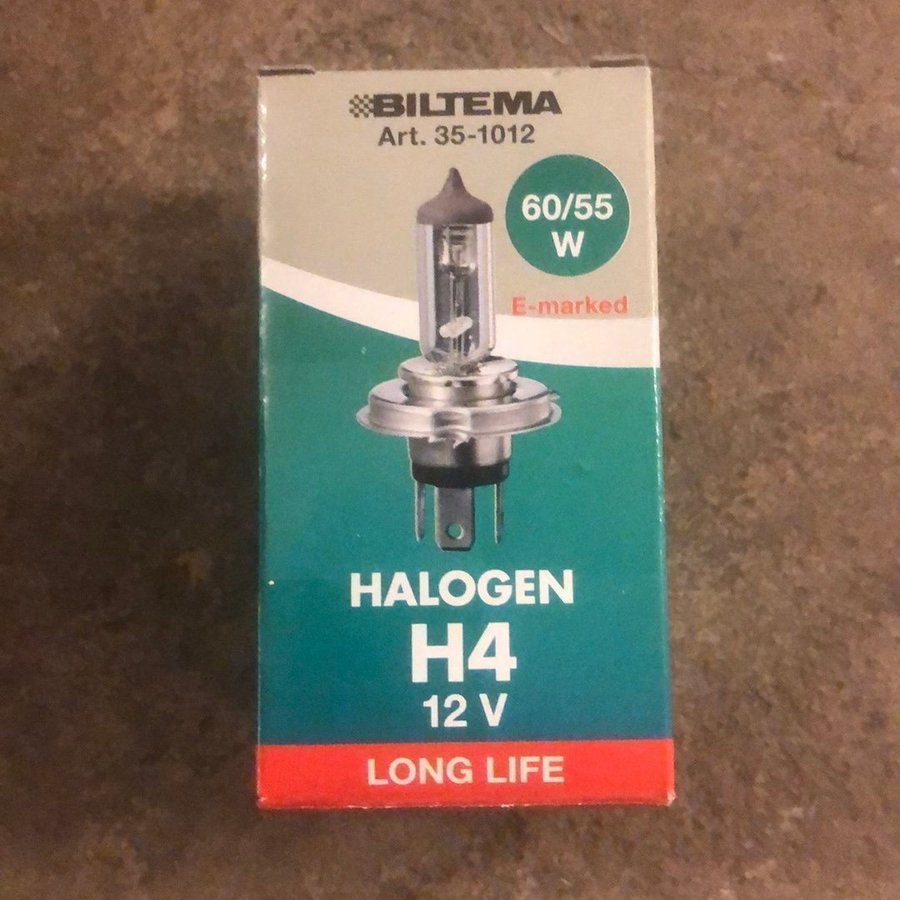 BILTEMA
Art. 35-1012
60/55
W
E-marked
HALOGEN
H4
12 V
LONG LIFE